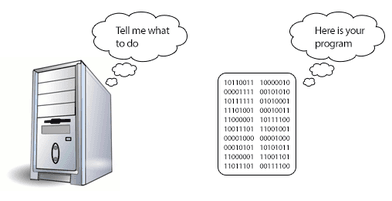 Tell me what
to do
Here is your
program
10110011 10000010
00001111 00101010
10111111 01010001
11101001 00010011
11000001 10111100
10011101 11001001
00001000 00001000
00010101 10101011
11000001 11001101
11011101 00111100